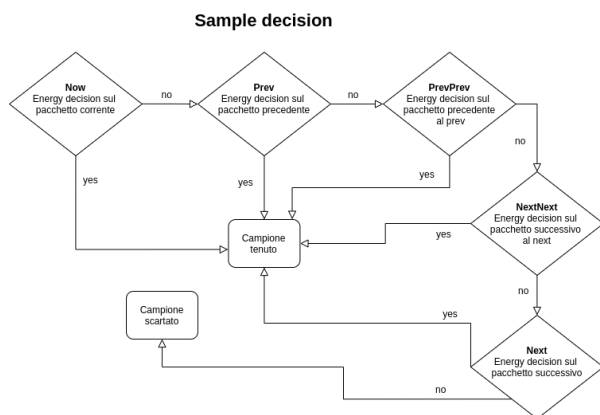 Sample decision
Now
Energy decision sul
pacchetto corrente
no
Prev
Energy decision sul
pacchetto precedente
no
PrevPrev
Energy decision sul
pacchetto precedente
al prev
no
yes
yes
yes
NextNext
Energy decision sul
pacchetto successivo
al next
yes
Campione
tenuto
no
Campione
scartato
yes
Next
Energy decision sul
pacchetto successivo
no